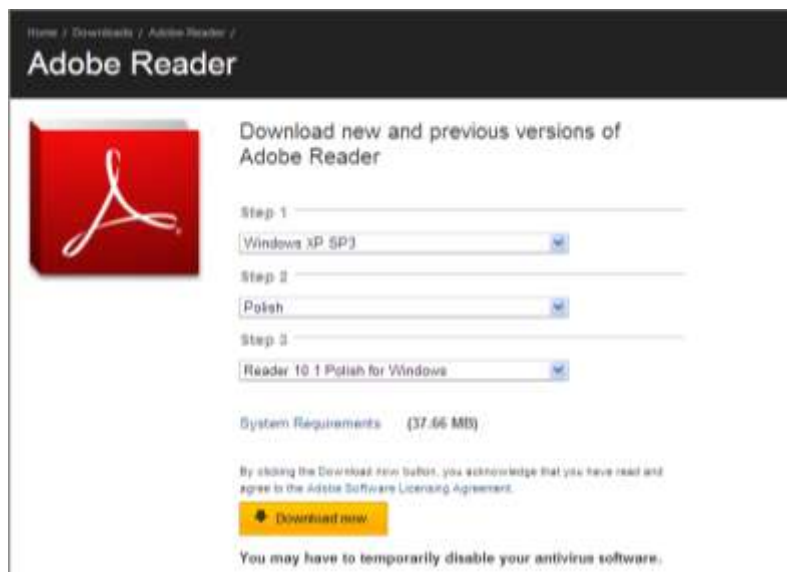 Home / Downloads / Adobe Reader /
Adobe Reader
Download new and previous versions of
Adobe Reader
Step 1
Windows XP SP3
Step 2
Polish
Step 3
Reader 10 1 Polish for Windows
System Requirements (37.66 MB)
By clicking the Download now button, you acknowledge that you have read and
agree to the Adobe Software Licensing Agreement.
Download now
You may have to temporarily disable your antivirus software.